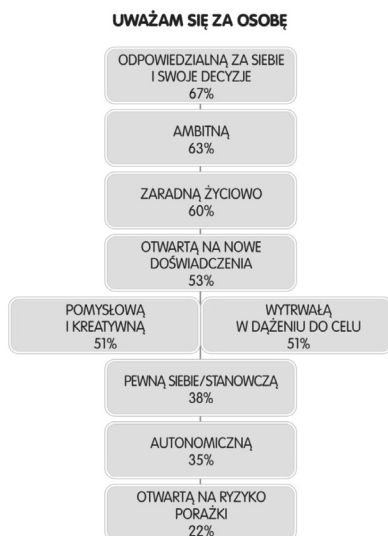 UWAŻAM SIĘ ZA OSOBĘ
ODPOWIEDZIALNĄ ZA SIEBIE
I SWOJE DECYZJE
67%
AMBITNĄ
63%
ZARADNĄ ŻYCIOWO
60%
OTWARTĄ NA NOWE
DOŚWIADCZENIA
53%
POMYSŁOWĄ
I KREATYWNĄ
51%
WYTRWAŁĄ
W DĄŻENIU DO CELU
51%
PEWNĄ SIEBIE/STANOWCZĄ
38%
AUTONOMICZNĄ
35%
OTWARTĄ NA RYZYKO
PORAŻKI
22%